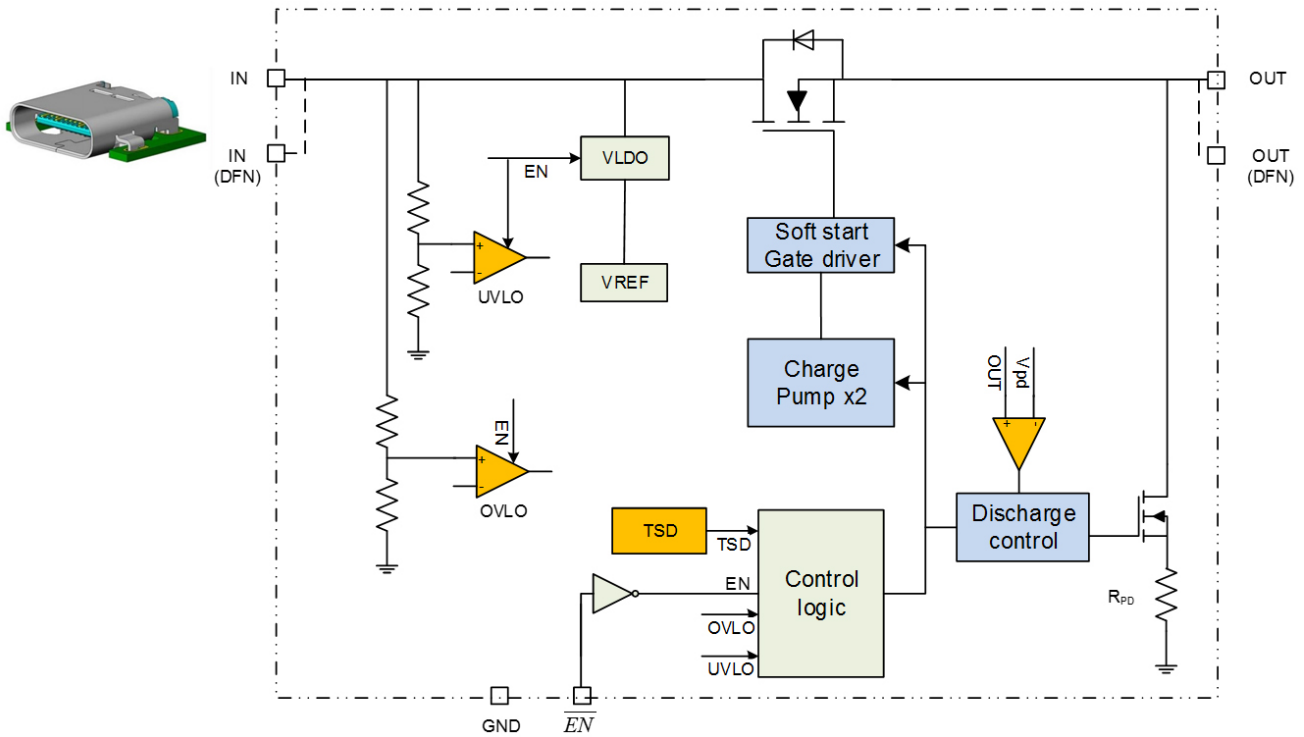 IN
OUT
IN
(DFN)
OUT
(DFN)
VLDO
EN
Soft start
Gate driver
+
-
UVLO
VREF
Charge
Pump x2
OUT
Vpd
+
-
EN
+
-
OVLO
TSD
TSD
Control
logic
EN
OVLO
UVLO
Discharge
control
RPD
GND
EN